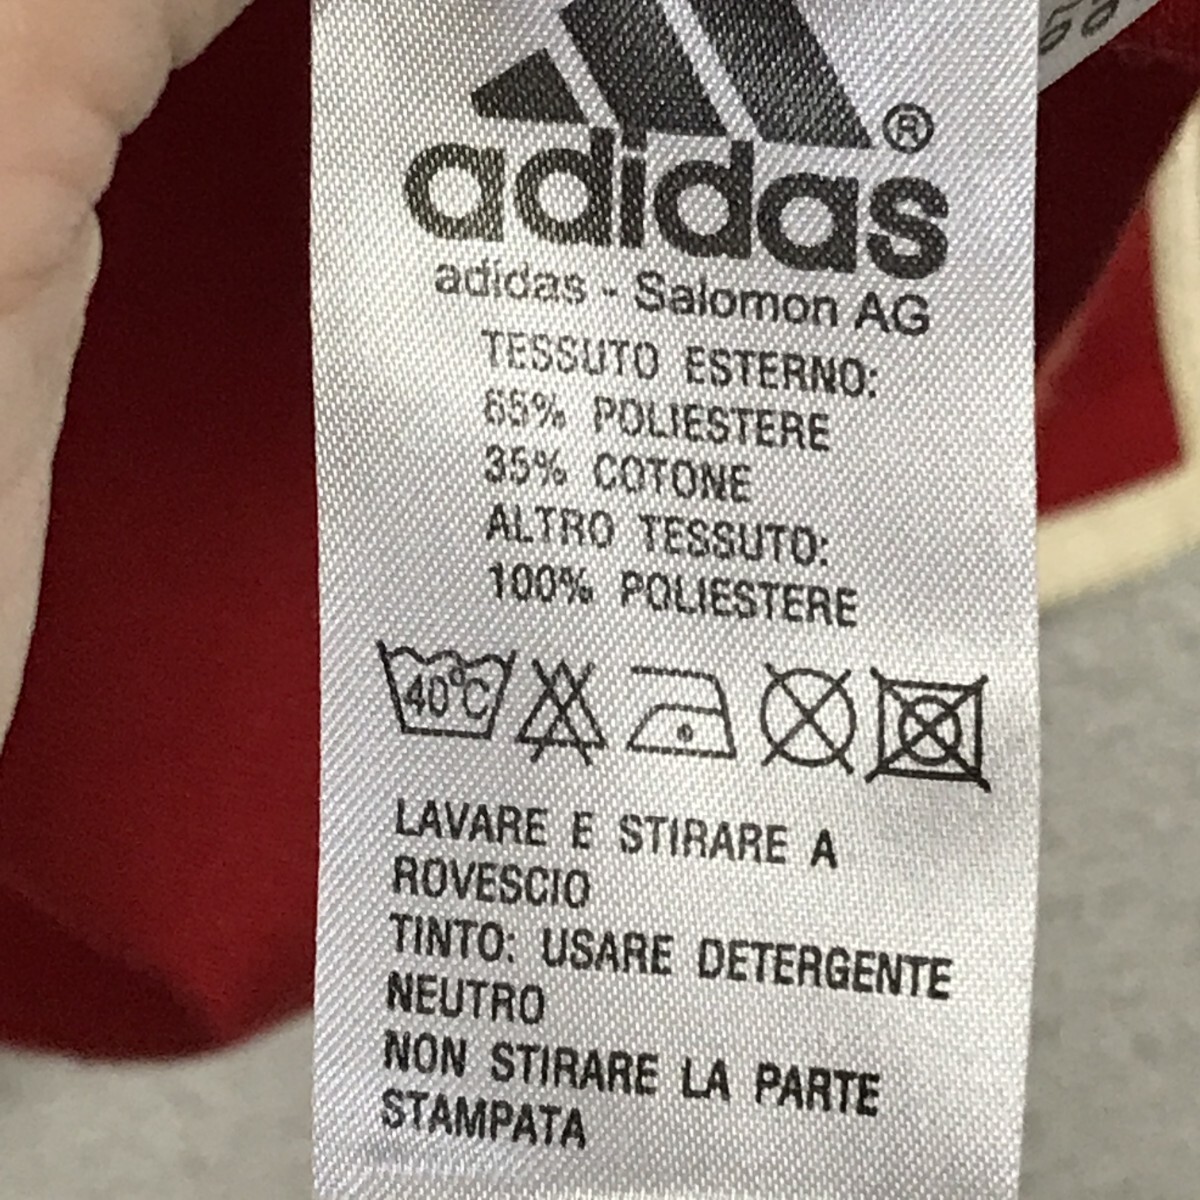 adidas®
adidas - Salomon AG
TESSUTO ESTERNO:
65% POLIESTERE
35% COTONE
ALTRO TESSUTO:
100% POLIESTERE
40°C
LAVARE E STIRARE A
ROVESCIO
TINTO: USARE DETERGENTE
NEUTRO
NON STIRARE LA PARTE
STAMPATA